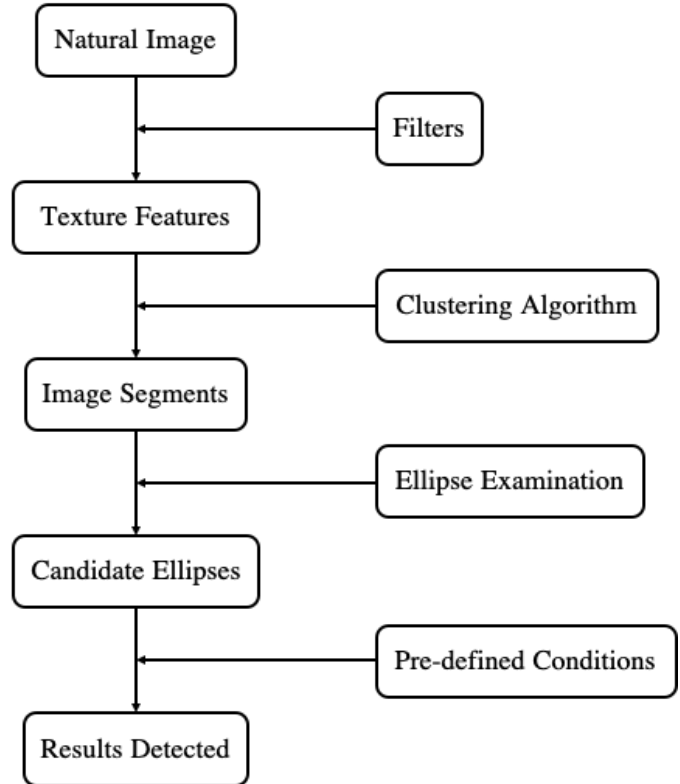 Natural Image
Filters
Texture Features
Clustering Algorithm
Image Segments
Ellipse Examination
Candidate Ellipses
Pre-defined Conditions
Results Detected